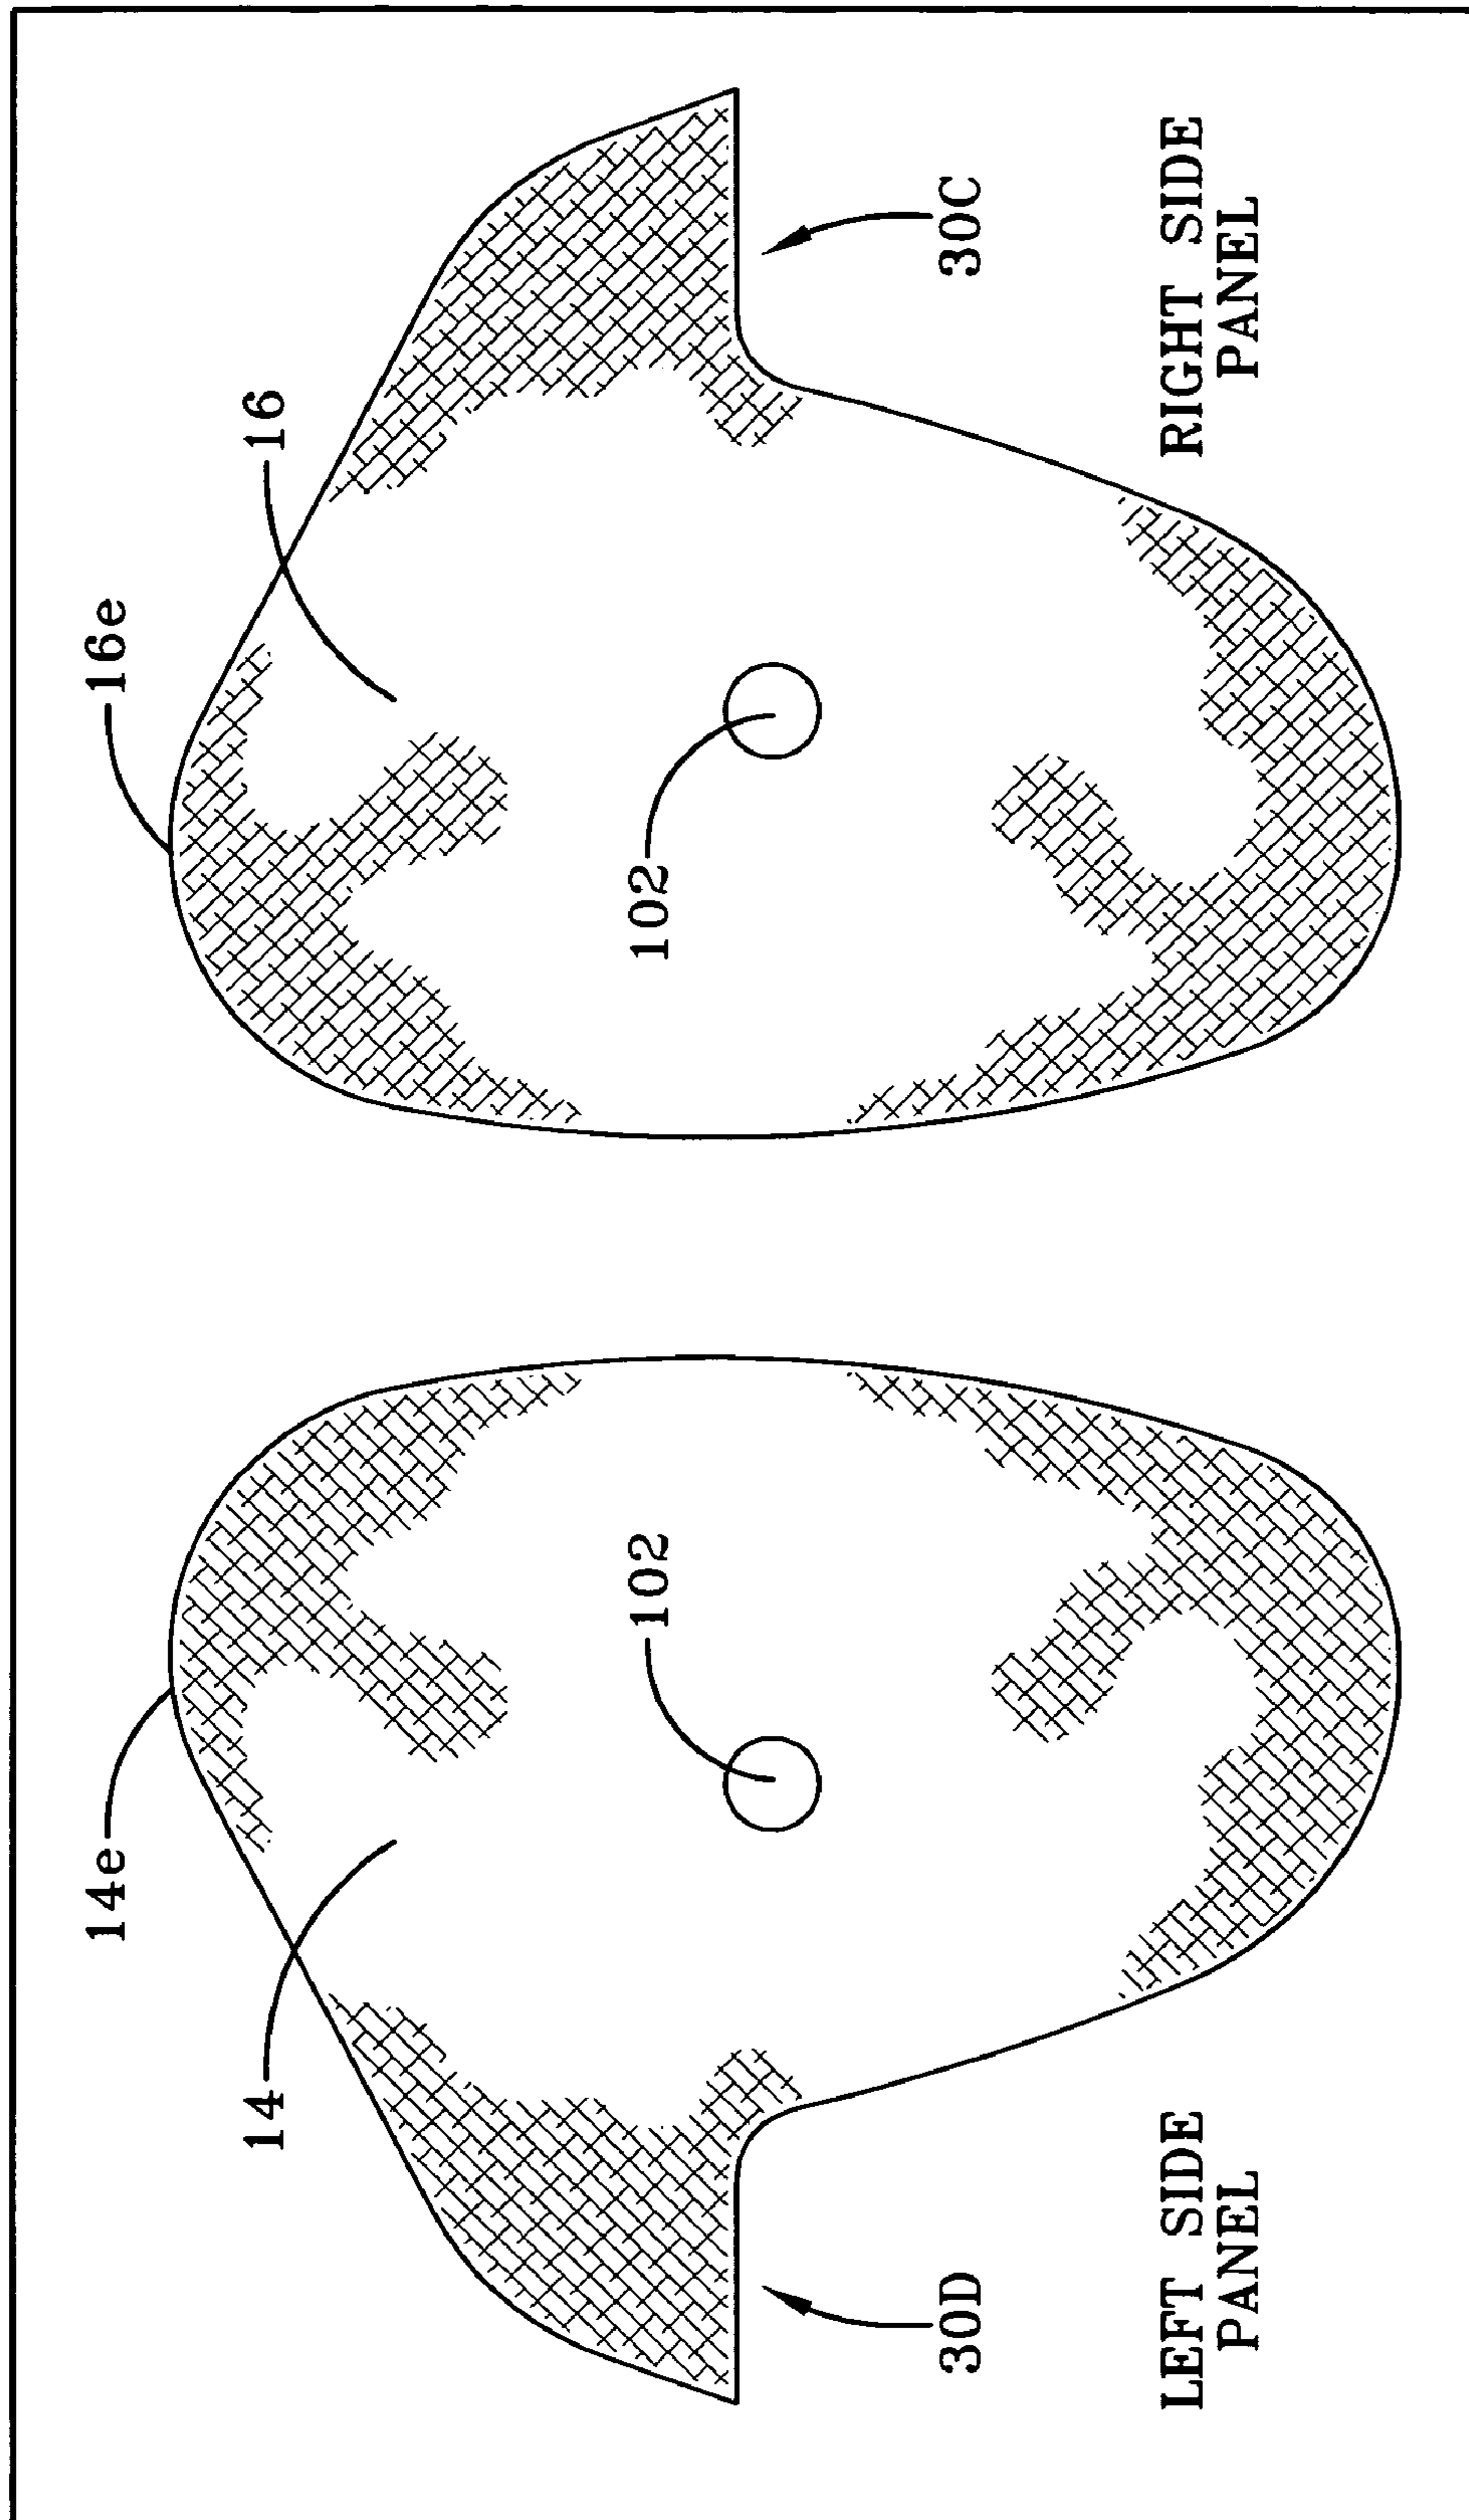 14e
16e
14
16
102
102
30D
30C
LEFT SIDE
PANEL
RIGHT SIDE
PANEL